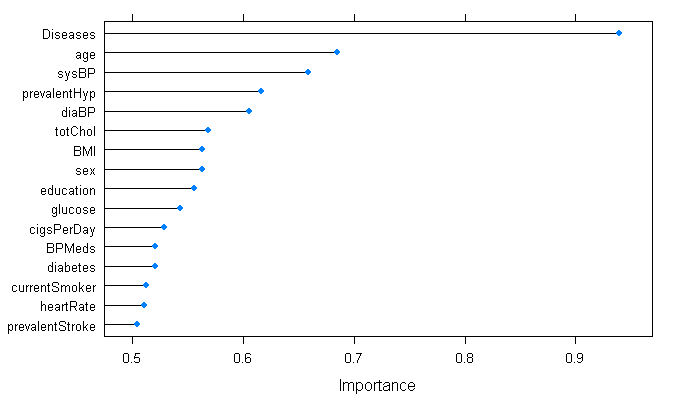 Diseases
age
sysBP
prevalentHyp
diaBP
totChol
BMI
sex
education
glucose
cigsPerDay
BPMeds
diabetes
currentSmoker
heartRate
prevalentStroke
0.5 0.6 0.7 0.8 0.9
Importance